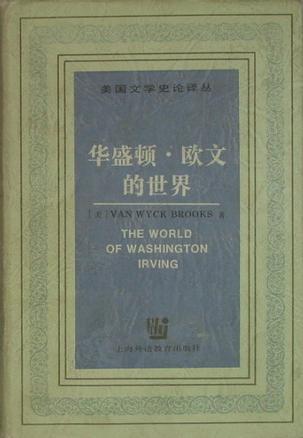 美国文学史论译丛
华盛顿·欧文
的世界
〔美〕VAN WYCK BROOKS 著
THE WORLD
OF WASHINGTON
IRVING
上海外语教育出版社